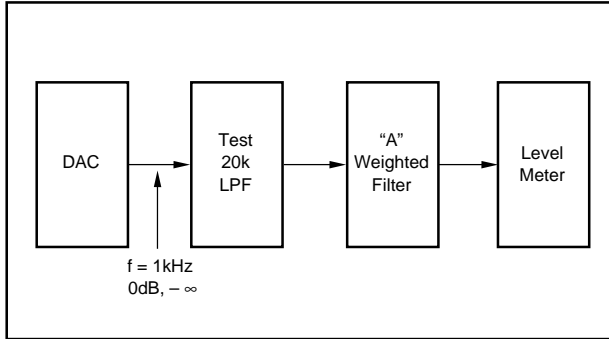 DAC
Test
20k
LPF
“A”
Weighted
Filter
Level
Meter
f = 1kHz
0dB, – ∞